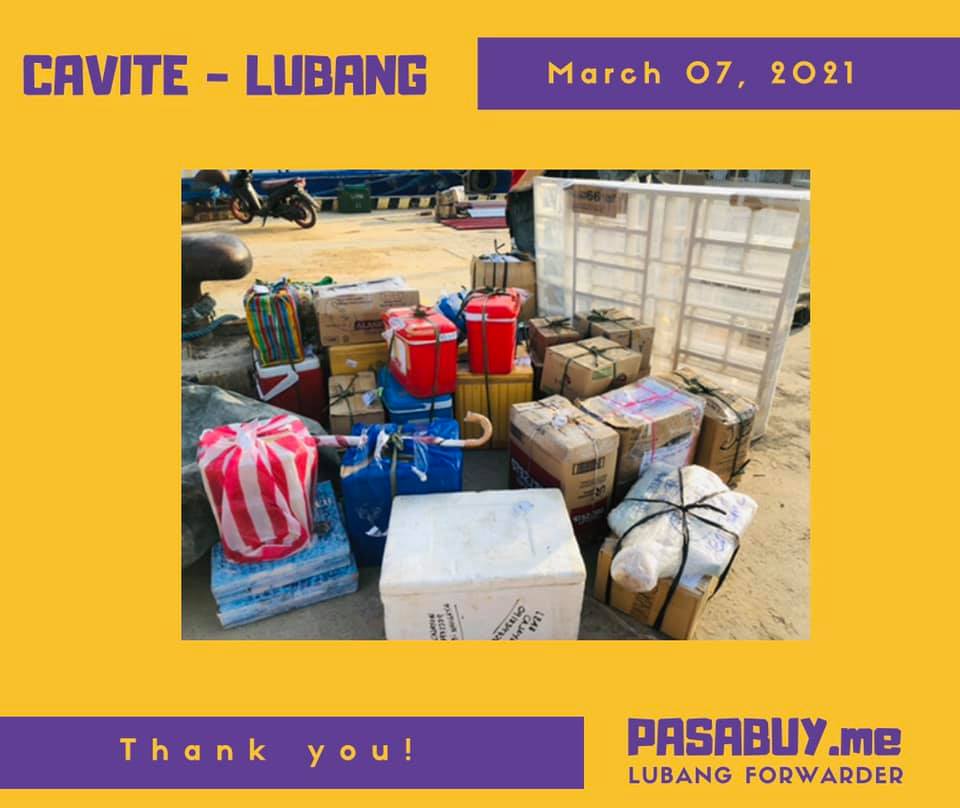 CAVITE - LUBANG
March 07, 2021
Thank you!
PASABUY.me
LUBANG FORWARDER